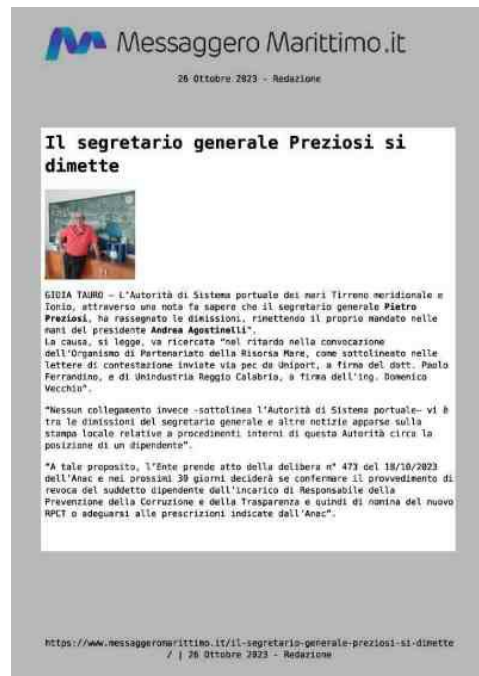 Messaggero Marittimo.it
26 Ottobre 2023 - Redazione
Il segretario generale Preziosi si
dimette
GIOIA TAURO – L'Autorità di Sistema portuale dei mari Tirreno meridionale e
Ionio, attraverso una nota fa sapere che il segretario generale Pietro
Preziosi, ha rassegnato le dimissioni, rimettendo il proprio mandato nelle
mani del presidente Andrea Agostinelli".
La causa, si legge, va ricercata "nel ritardo nella convocazione
dell'Organismo di Partenariato della Risorsa Mare, come sottolineato nelle
lettere di contestazione inviate via pec da Uniport, a firma del dott. Paolo
Ferrandino, e di Unindustria Reggio Calabria, a firma dell'ing. Domenico
Vecchio".
"Nessun collegamento invece -sottolinea l'Autorità di Sistema portuale– vi è
tra le dimissioni del segretario generale e altre notizie apparse sulla
stampa locale relative a procedimenti interni di questa Autorità circa la
posizione di un dipendente".
"A tale proposito, l'Ente prende atto della delibera n° 473 del 18/10/2023
dell'Anac e nei prossimi 30 giorni deciderà se confermare il provvedimento di
revoca del suddetto dipendente dall'incarico di Responsabile della
Prevenzione della Corruzione e della Trasparenza e quindi di nomina del nuovo
RPCT o adeguarsi alle prescrizioni indicate dall'Anac".
https://www.messaggeromarittimo.it/il-segretario-generale-preziosi-si-dimette
/ | 26 Ottobre 2023 - Redazione